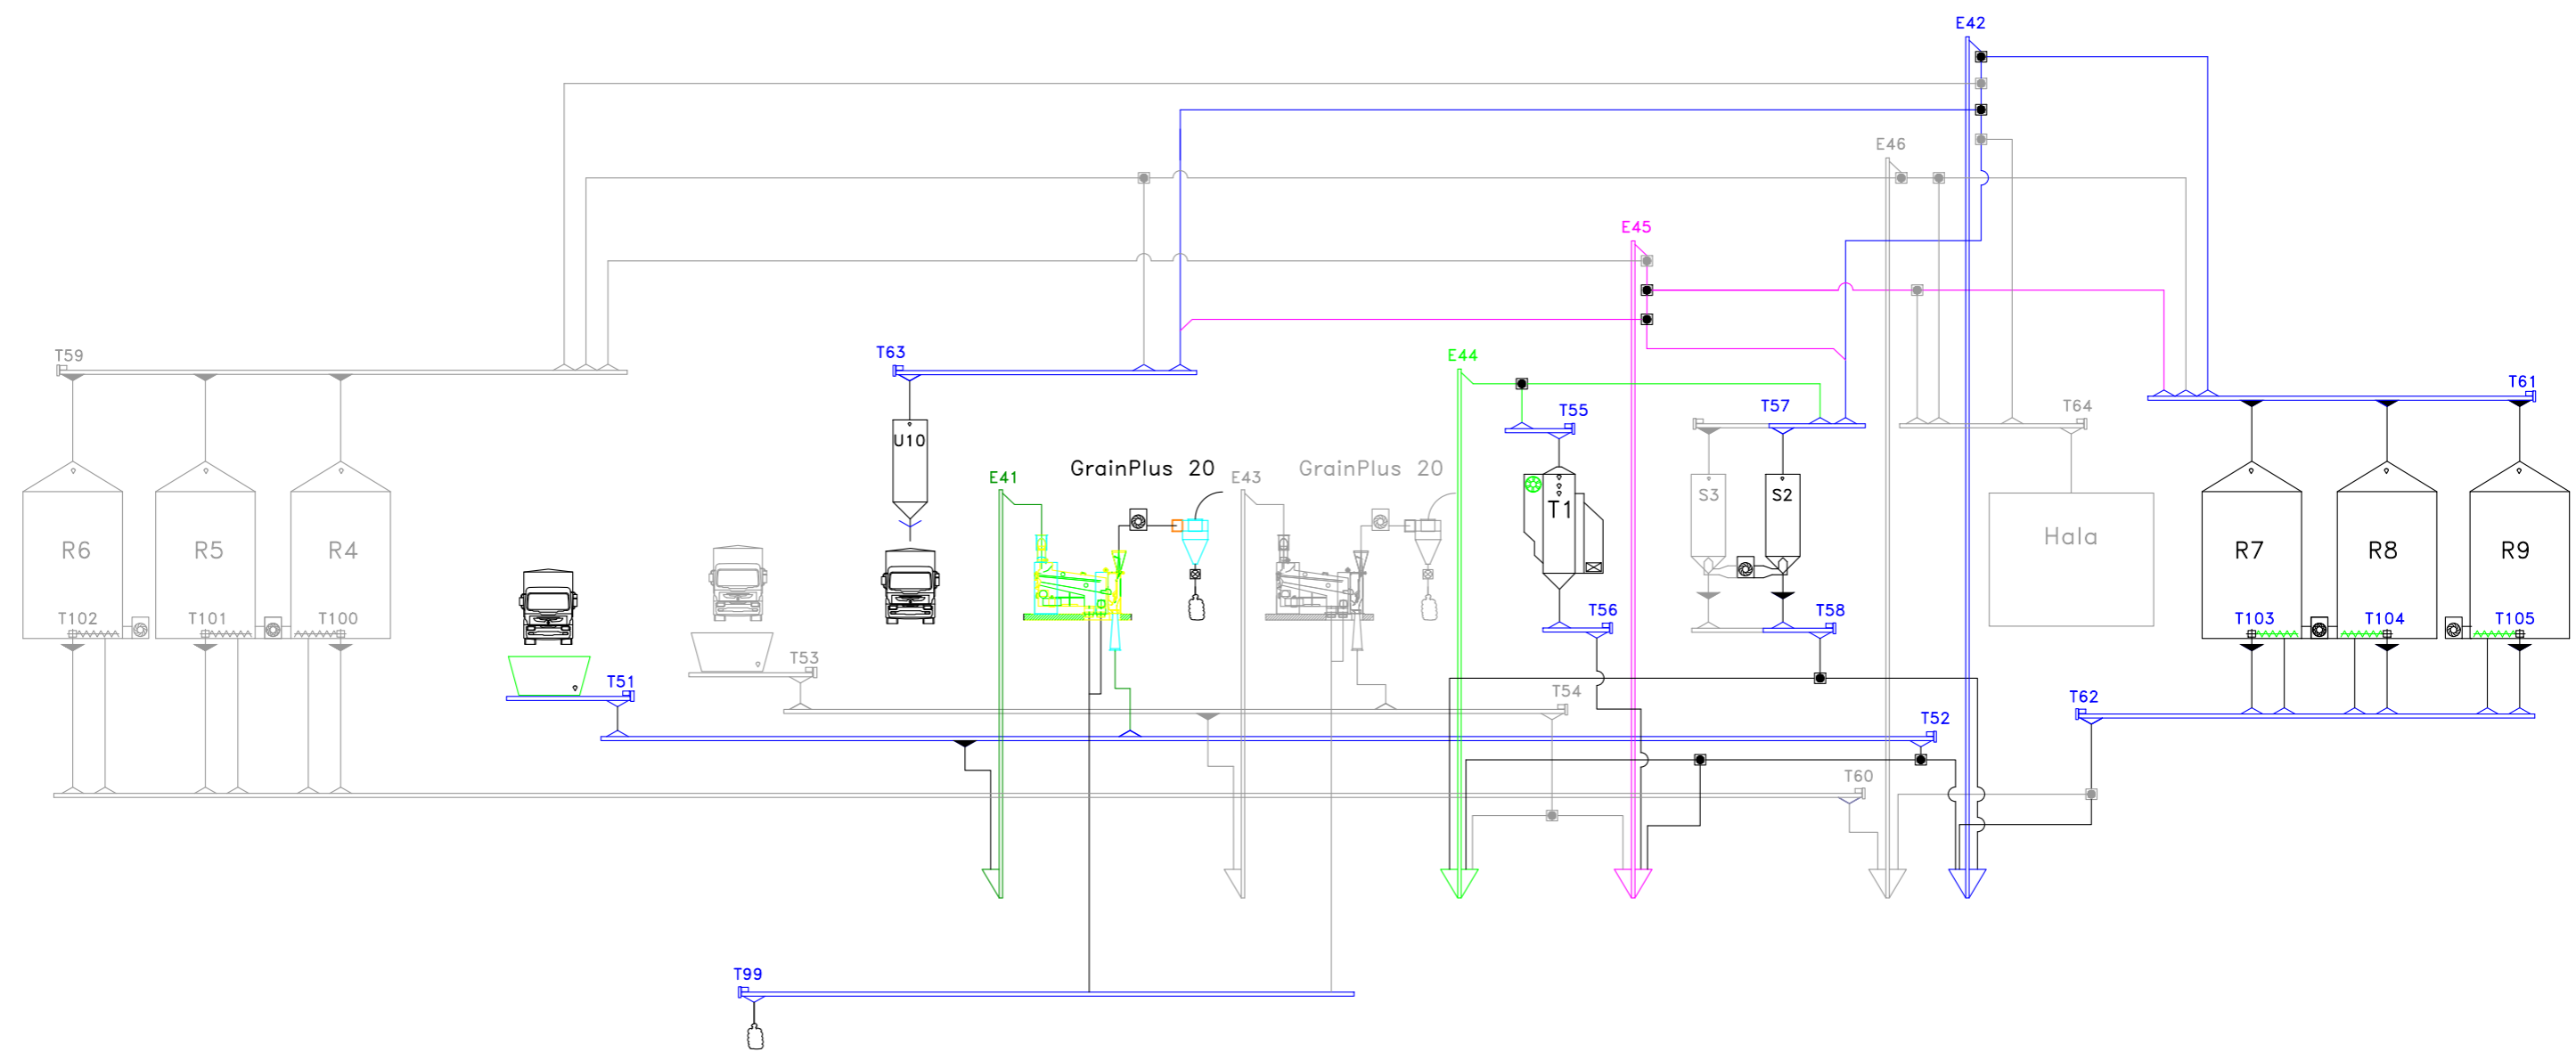 E42
E46
E45
T59
T63
E44
T61
T55
T57
T64
U10
GrainPlus 20
GrainPlus 20
E41
E43
T1
S3
S2
R6
R5
R4
Hala
R7
R8
R9
T102
T101
T100
T56
T58
T103
T104
T105
T53
T51
T54
T62
T52
T60
T99